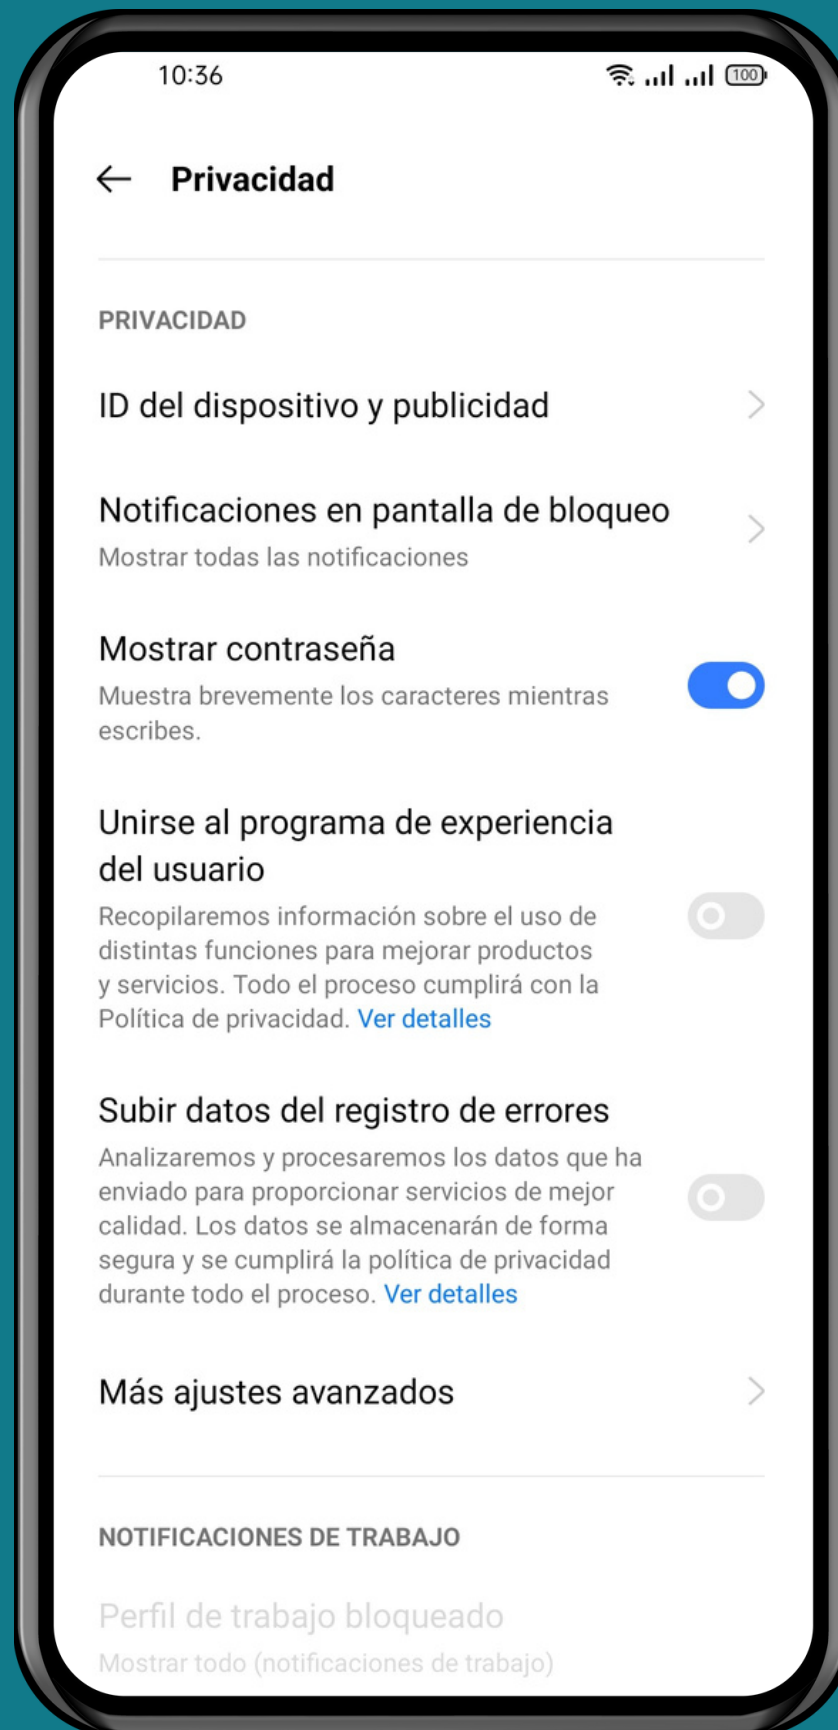 10:36
100
Privacidad
PRIVACIDAD
ID del dispositivo y publicidad
Notificaciones en pantalla de bloqueo
Mostrar todas las notificaciones
Mostrar contraseña
Muestra brevemente los caracteres mientras
escribes.
Unirse al programa de experiencia
del usuario
Recopilaremos información sobre el uso de
distintas funciones para mejorar productos
y servicios. Todo el proceso cumplirá con la
Política de privacidad. Ver detalles
Subir datos del registro de errores
Analizaremos y procesaremos los datos que ha
enviado para proporcionar servicios de mejor
calidad. Los datos se almacenarán de forma
segura y se cumplirá la política de privacidad
durante todo el proceso. Ver detalles
Más ajustes avanzados
NOTIFICACIONES DE TRABAJO
Perfil de trabajo bloqueado
Mostrar todo (notificaciones de trabajo)